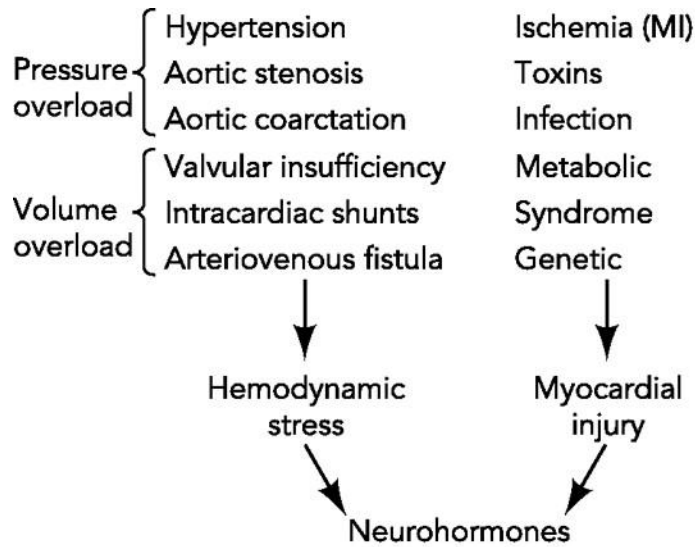 Pressure overload
Hypertension
Aortic stenosis
Aortic coarctation
Volume overload
Valvular insufficiency
Intracardiac shunts
Arteriovenous fistula
Ischemia (MI)
Toxins
Infection
Metabolic
Syndrome
Genetic
Hemodynamic
stress
Myocardial
injury
Neurohormones